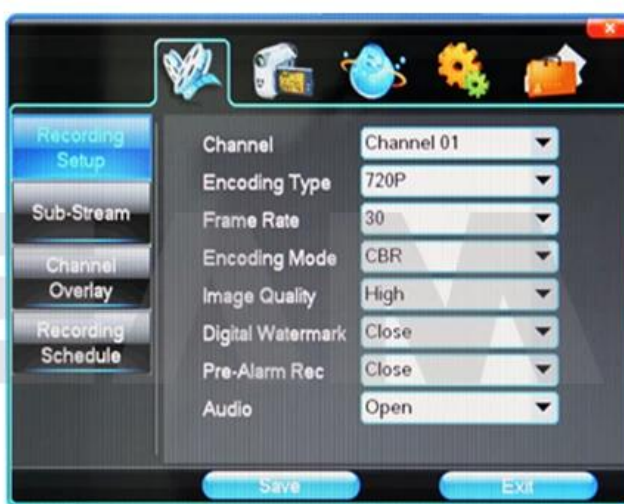 Recording
Setup
Sub-Stream
Channel
Overlay
Recording
Schedule
Channel
Channel 01
Encoding Type
720P
Frame Rate
30
Encoding Mode
CBR
Image Quality
High
Digital Watermark
Close
Pre-Alarm Rec
Close
Audio
Open
Save
Exit